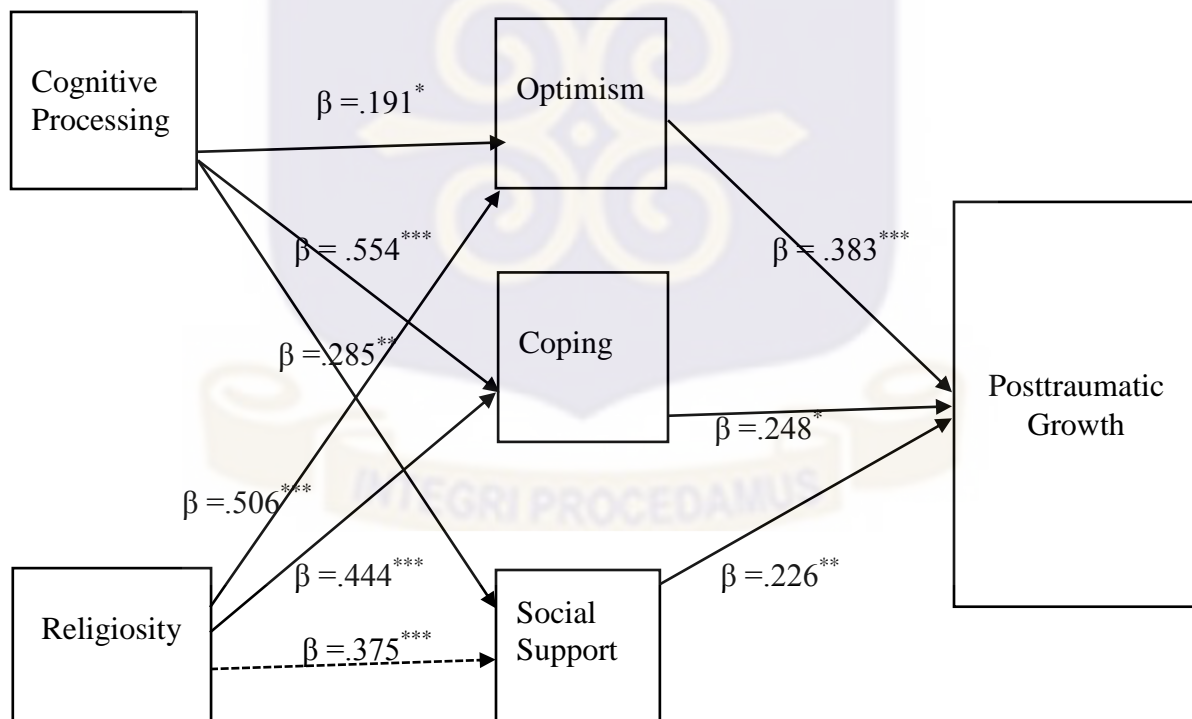 Cognitive
Processing
Optimism
β =.191*
β = .554***
β = .383***
Coping
β =.285**
Posttraumatic
Growth
β =.248*
INTEGRI PROCEDAMUS
β =.506***
β =.444***
β =.226**
Religiosity
Social
Support
β =.375***